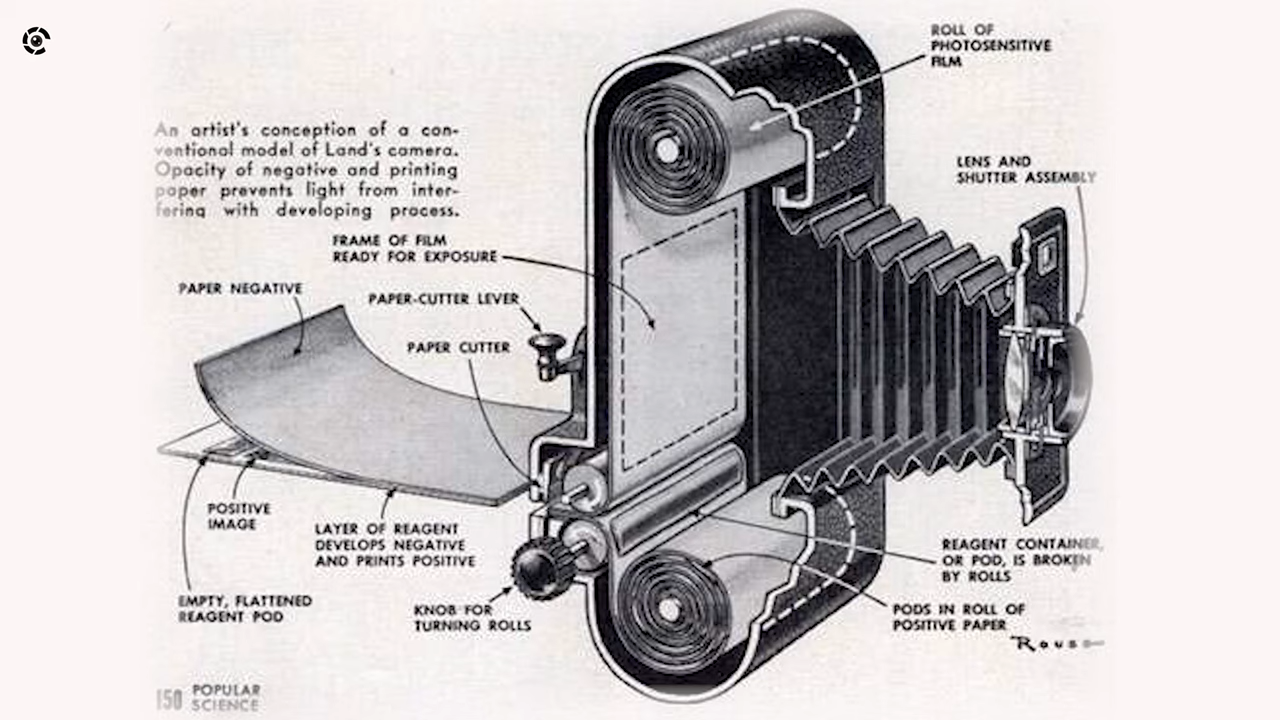 An artist's conception of a con-
ventional model of Land's camera.
Opacity of negative and printing
paper prevents light from inter-
fering with developing process.
ROLL OF
PHOTOSENSITIVE
FILM
LENS AND
SHUTTER ASSEMBLY
FRAME OF FILM
READY FOR EXPOSURE
PAPER NEGATIVE
PAPER-CUTTER LEVER
PAPER CUTTER
POSITIVE
IMAGE
LAYER OF REAGENT
DEVELOPS NEGATIVE
AND PRINTS POSITIVE
REAGENT CONTAINER,
OR POD, IS BROKEN
BY ROLLS
EMPTY, FLATTENED
REAGENT POD
KNOB FOR
TURNING ROLLS
PODS IN ROLL OF
POSITIVE PAPER
150 POPULAR
SCIENCE